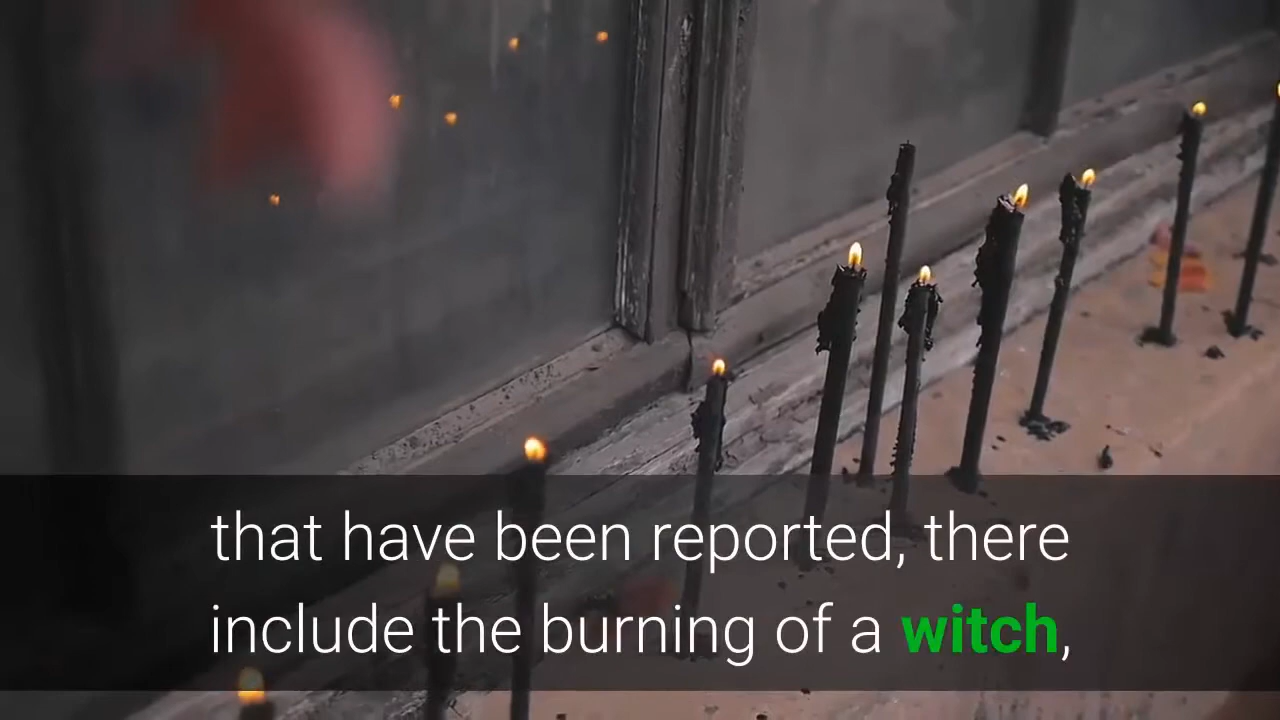 that have been reported, there
include the burning of a witch,